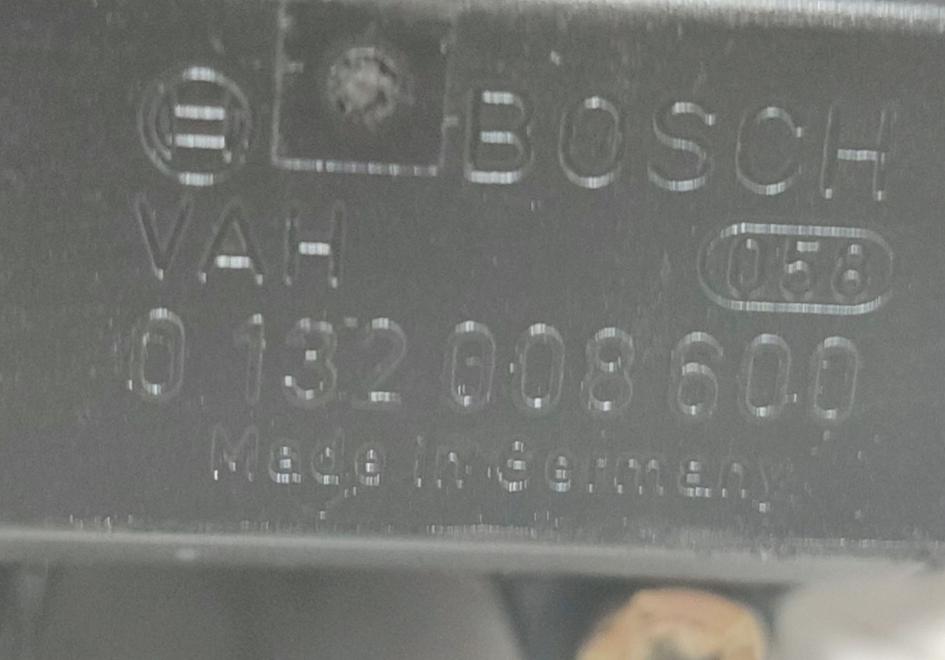 BOSCH
VAH 058
0 132 008 600
Made in Germany